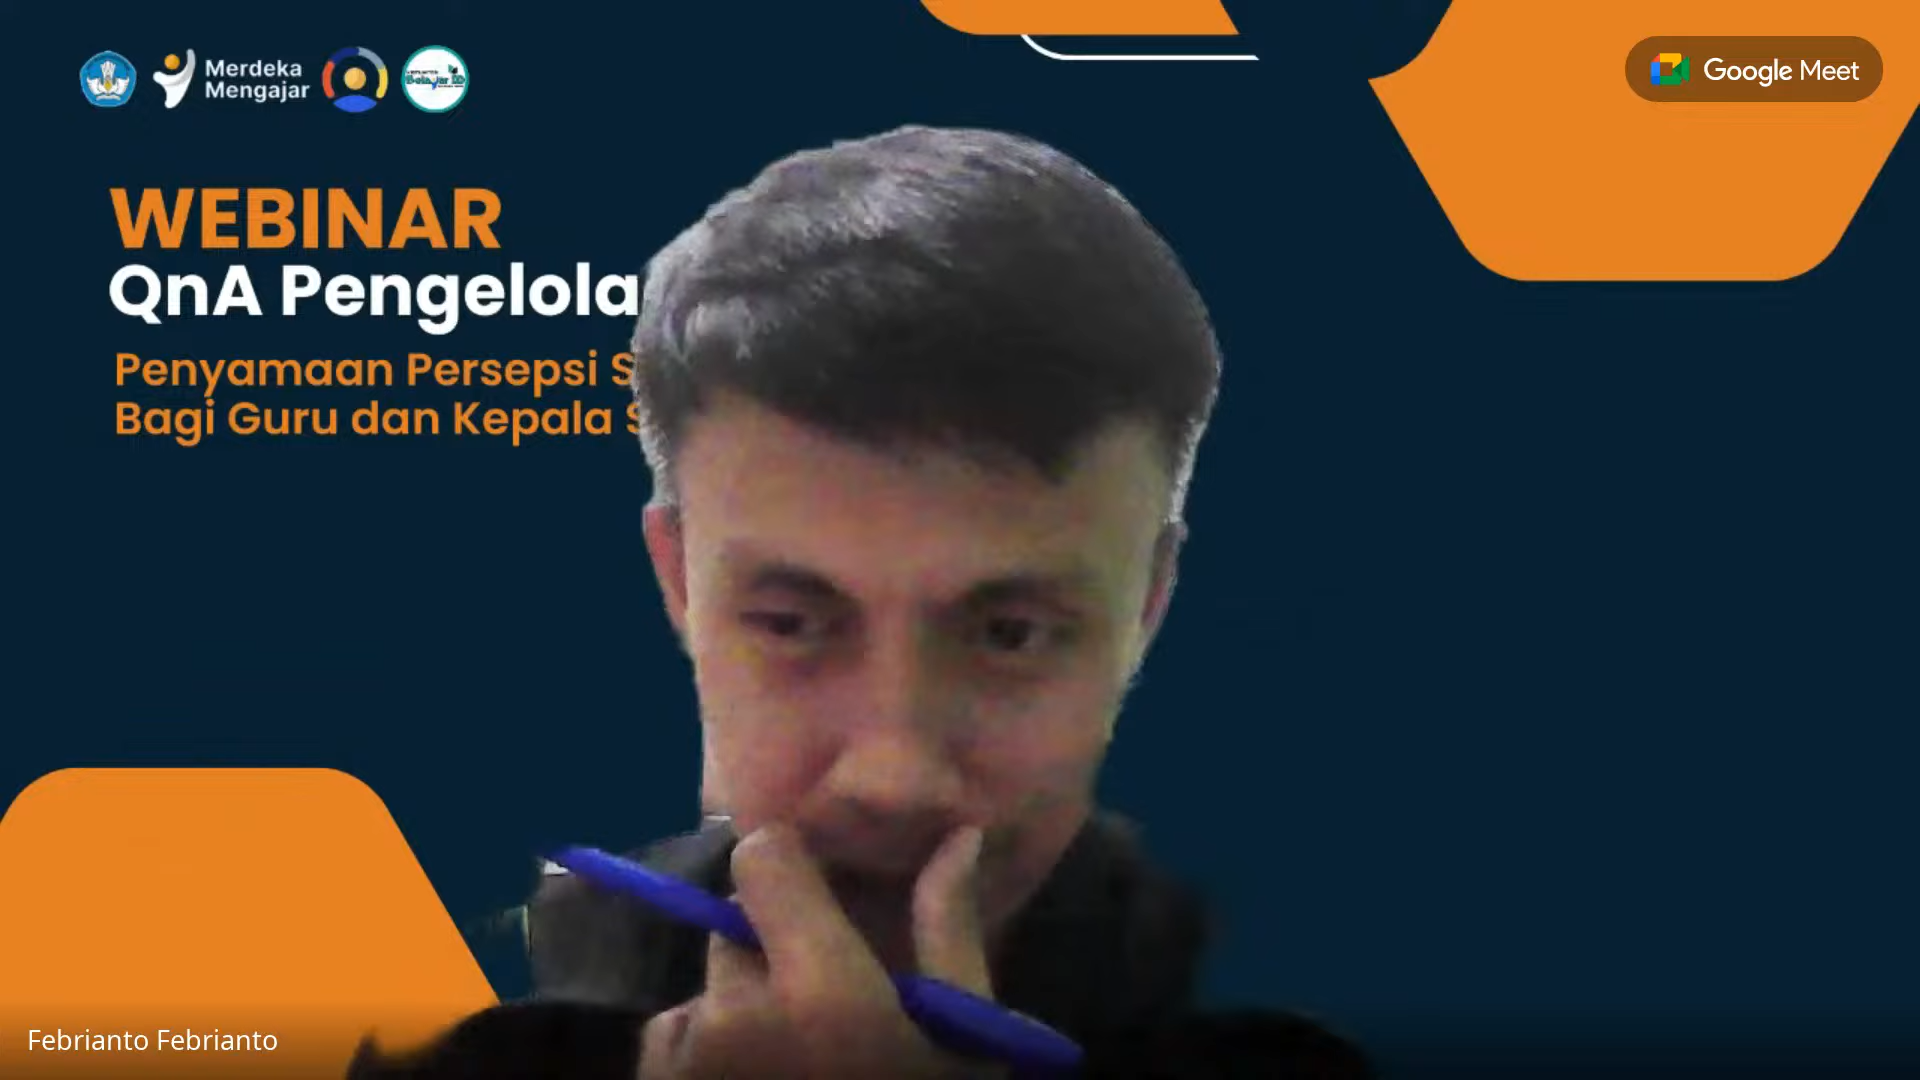 Merdeka
Mengajar
Google Meet
WEBINAR
QnA Pengelola
Penyamaan Persepsi S
Bagi Guru dan Kepala S
Febrianto Febrianto